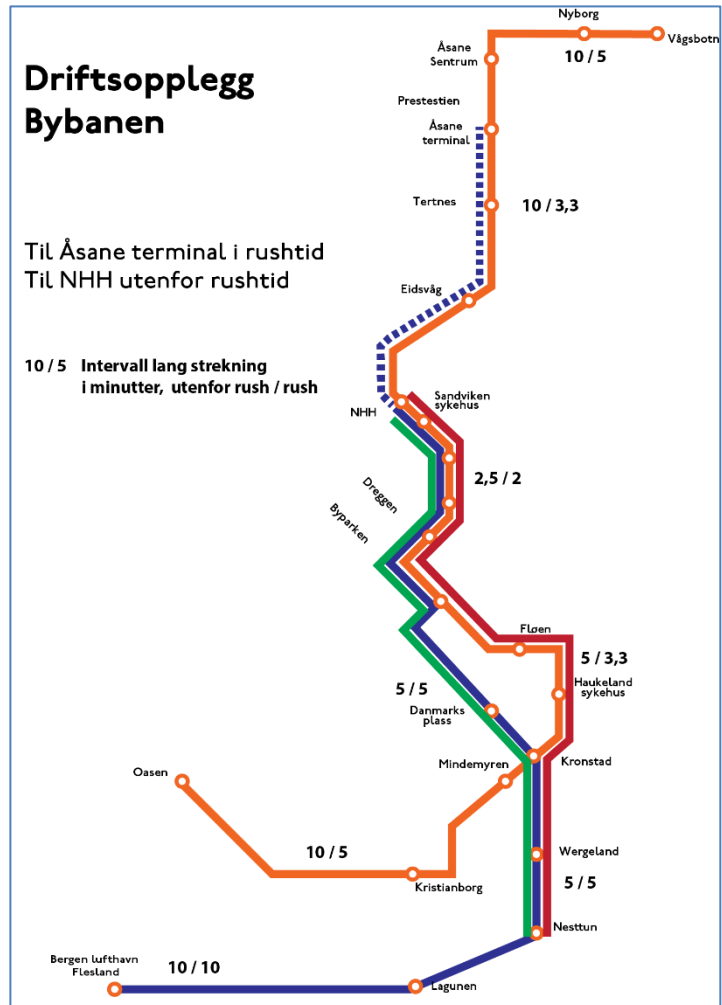 Driftsopplegg
Bybanen
Til Åsane terminal i rushtid
Til NHH utenfor rushtid
10 / 5 Intervall lang strekning
i minutter, utenfor rush / rush
Nyborg
Vågsbotn
10 / 5
Åsane
Sentrum
Prestestien
Åsane
terminal
Tertnes
10 / 3,3
Eidsvåg
Sandviken
sykehus
NHH
2,5 / 2
Dreggen
Byparken
Fløen
5 / 3,3
Haukeland
sykehus
5 / 5
Danmarks
plass
Kronstad
Mindemyren
Oasen
10 / 5
Kristianborg
Wergeland
5 / 5
Nesttun
Bergen lufthavn
Flesland
10 / 10
Lagunen